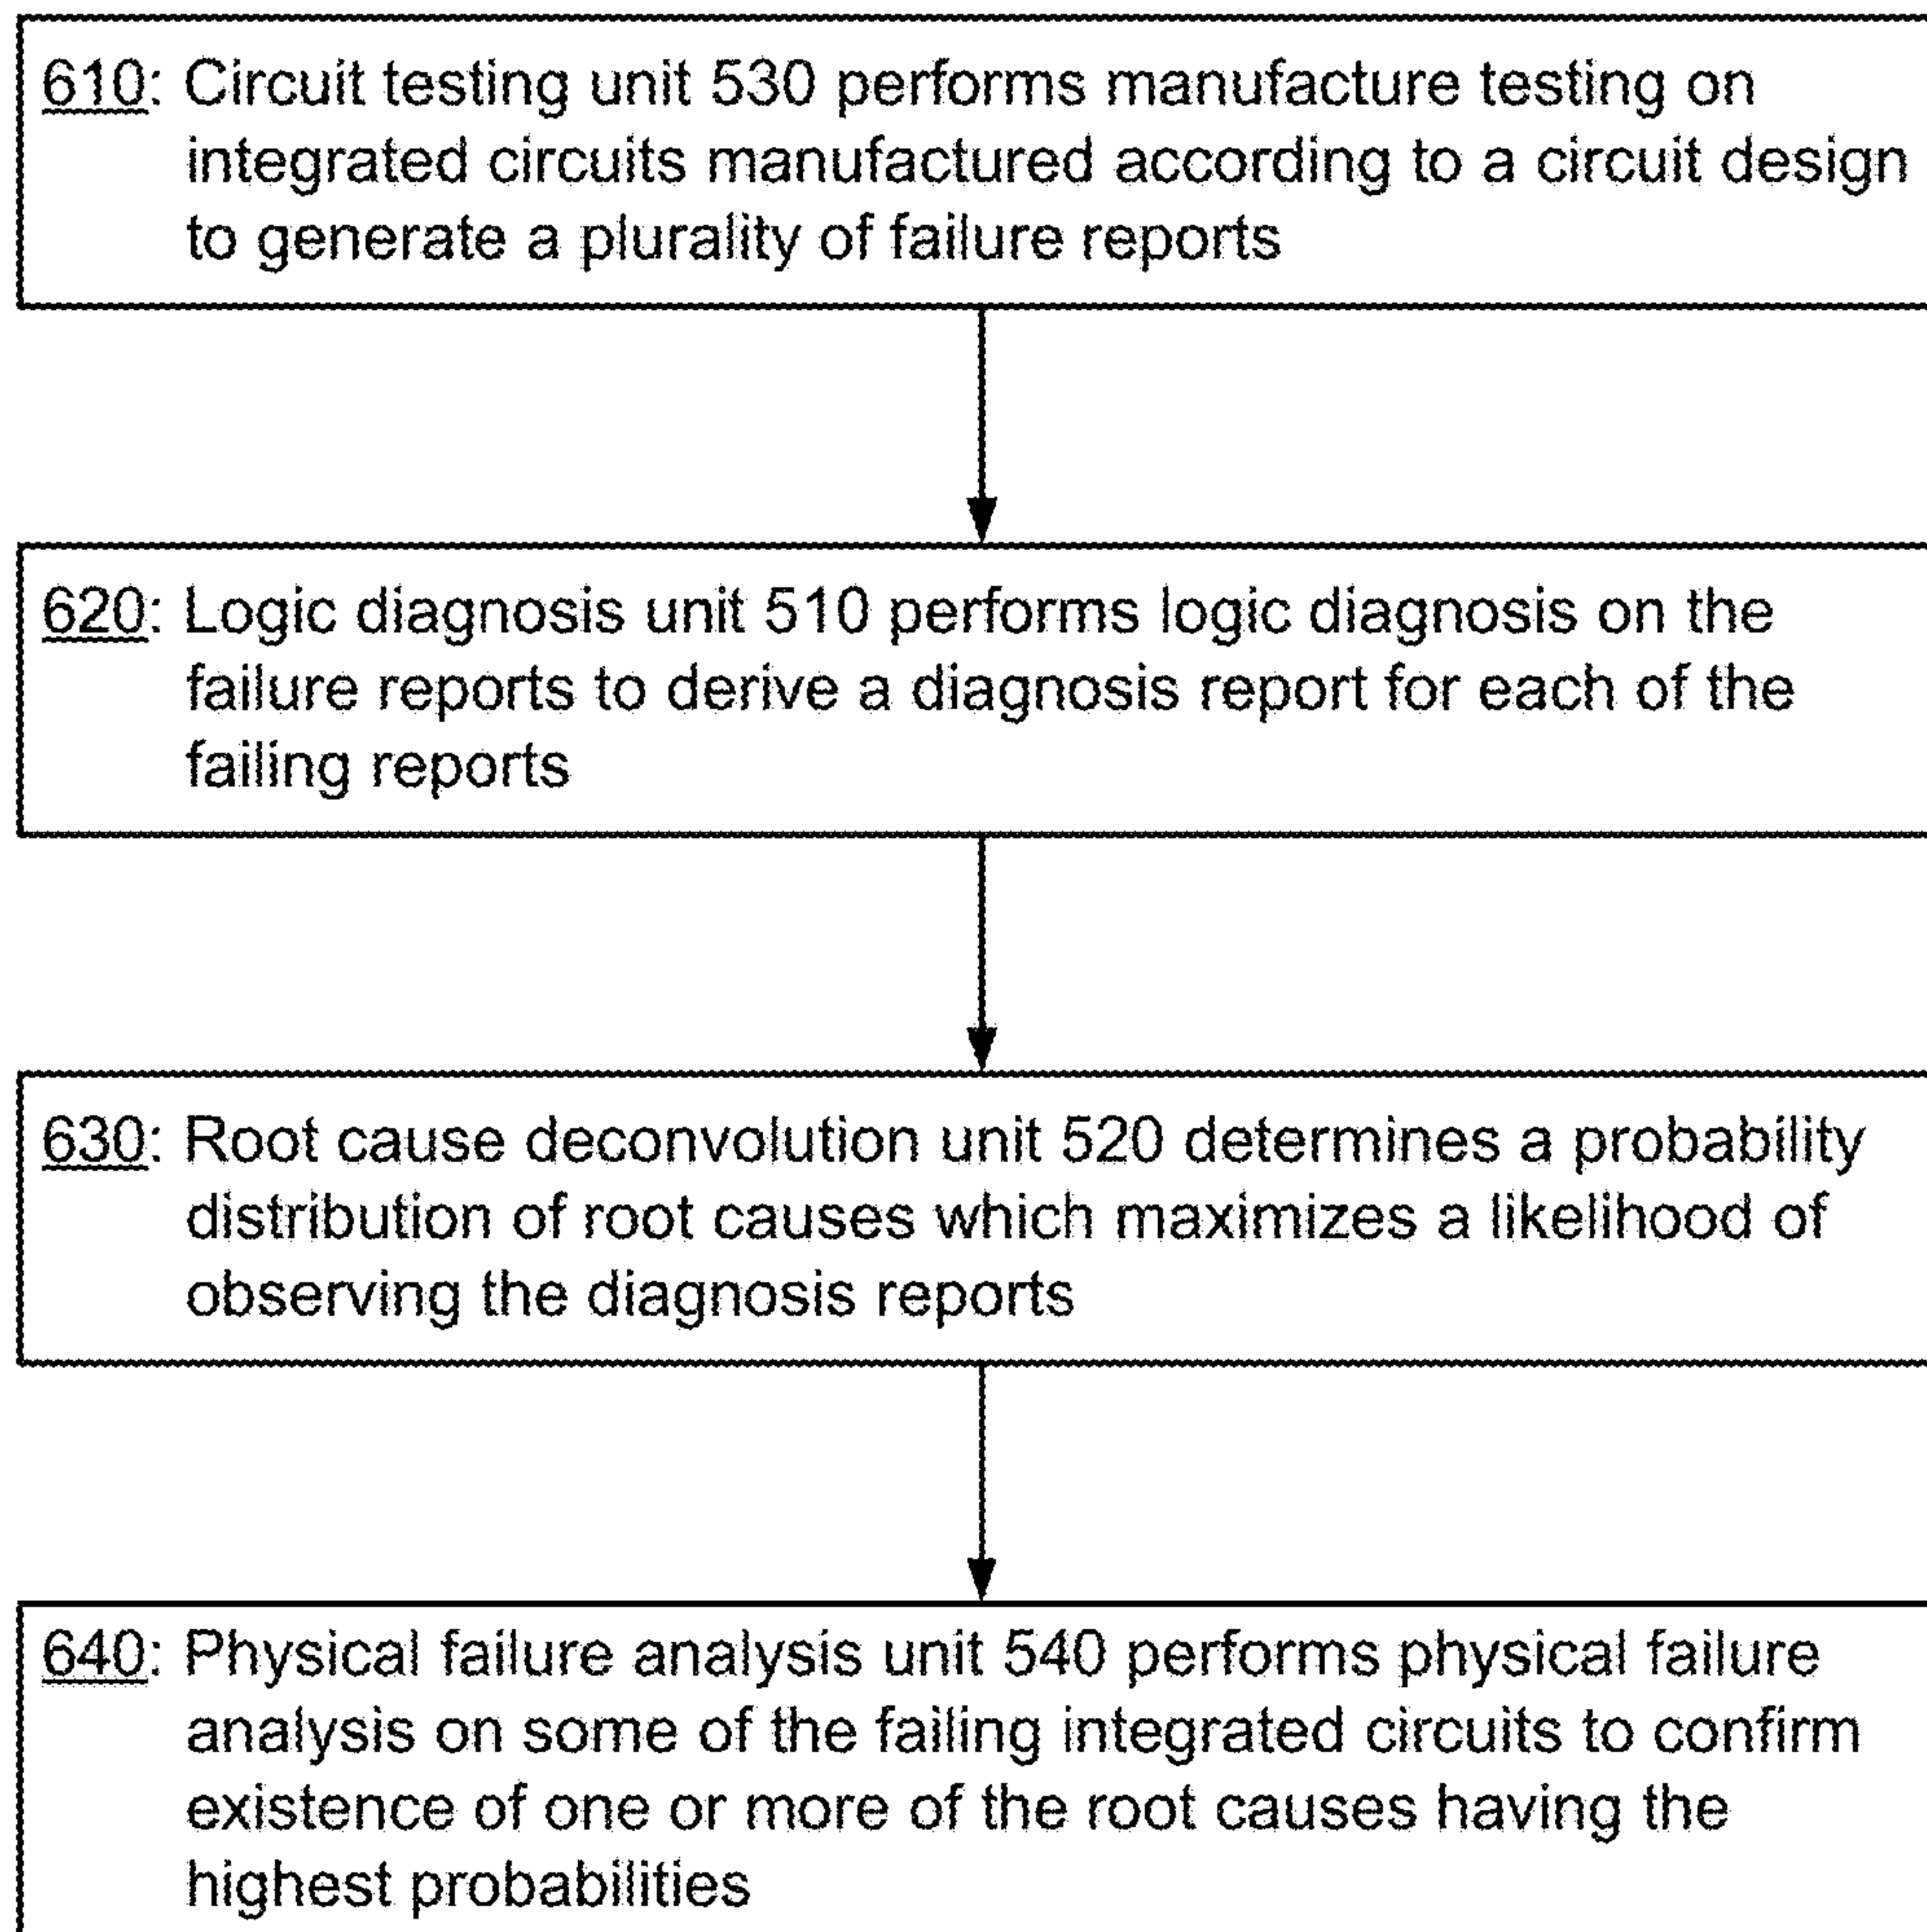 610: Circuit testing unit 530 performs manufacture testing on
integrated circuits manufactured according to a circuit design
to generate a plurality of failure reports
620: Logic diagnosis unit 510 performs logic diagnosis on the
failure reports to derive a diagnosis report for each of the
failing reports
630: Root cause deconvolution unit 520 determines a probability
distribution of root causes which maximizes a likelihood of
observing the diagnosis reports
640: Physical failure analysis unit 540 performs physical failure
analysis on some of the failing integrated circuits to confirm
existence of one or more of the root causes having the
highest probabilities